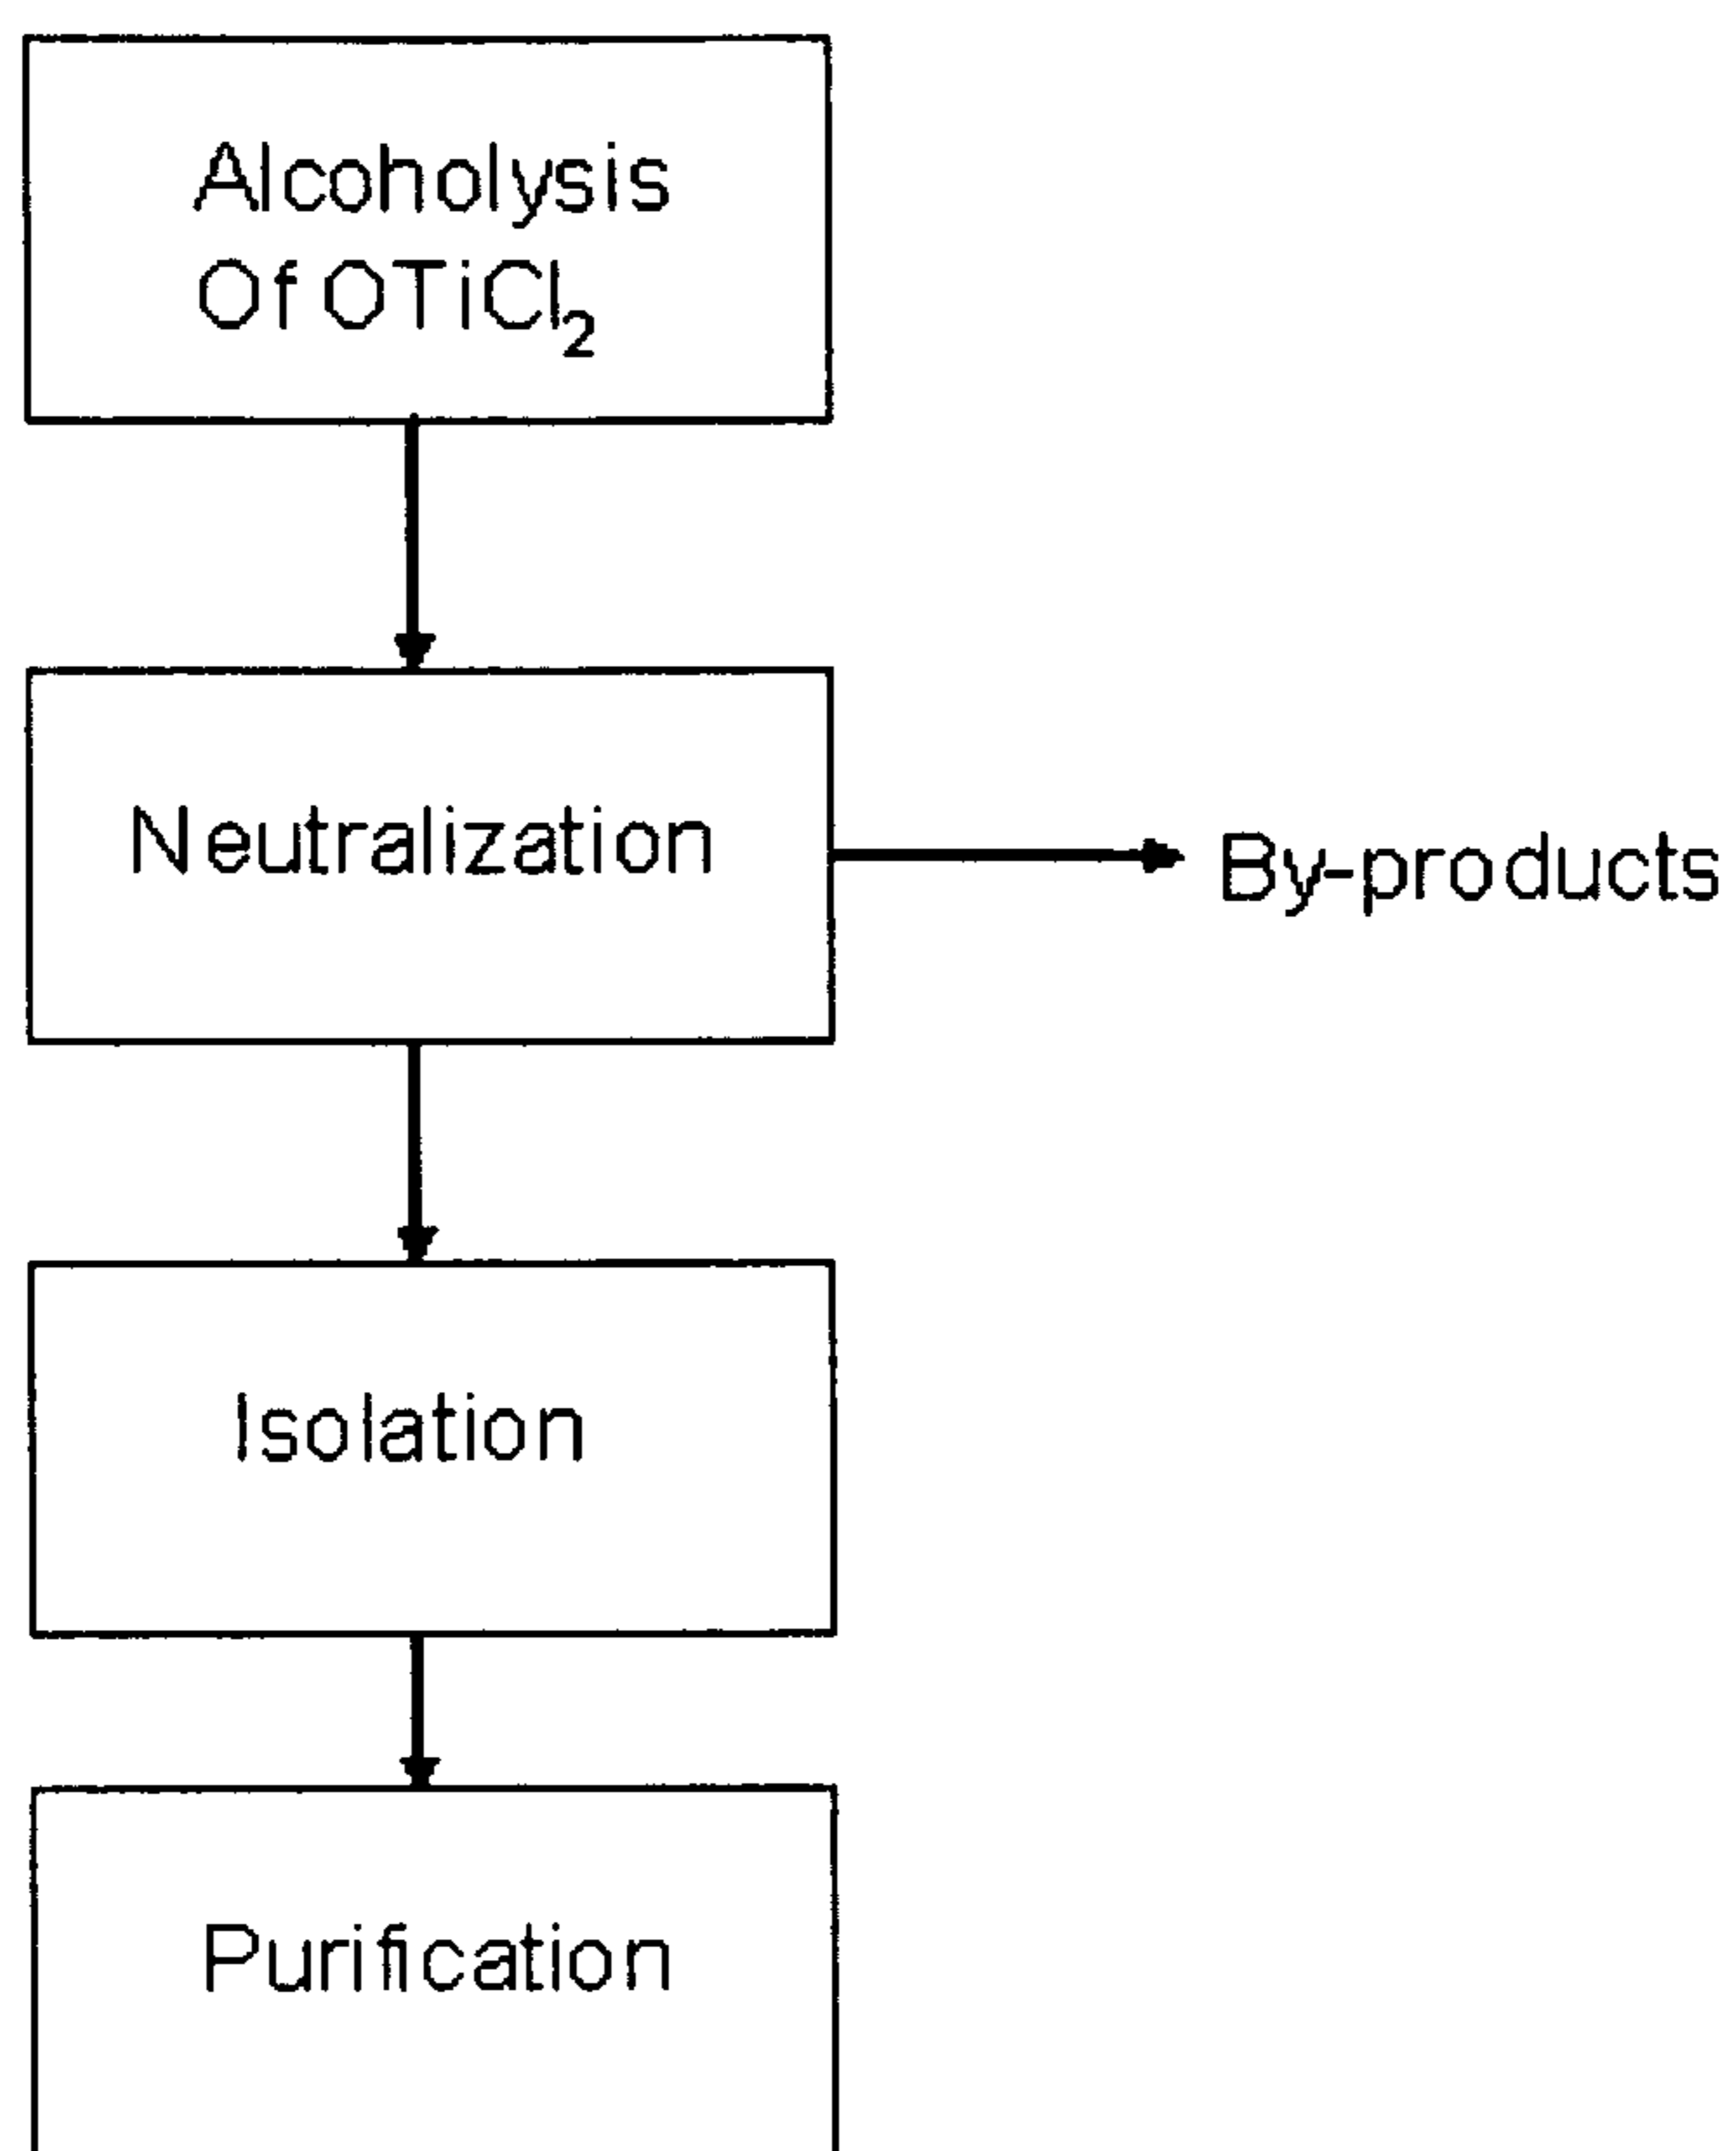 Alcoholysis
Of OTiCl₂
Neutralization
By-products
Isolation
Purification